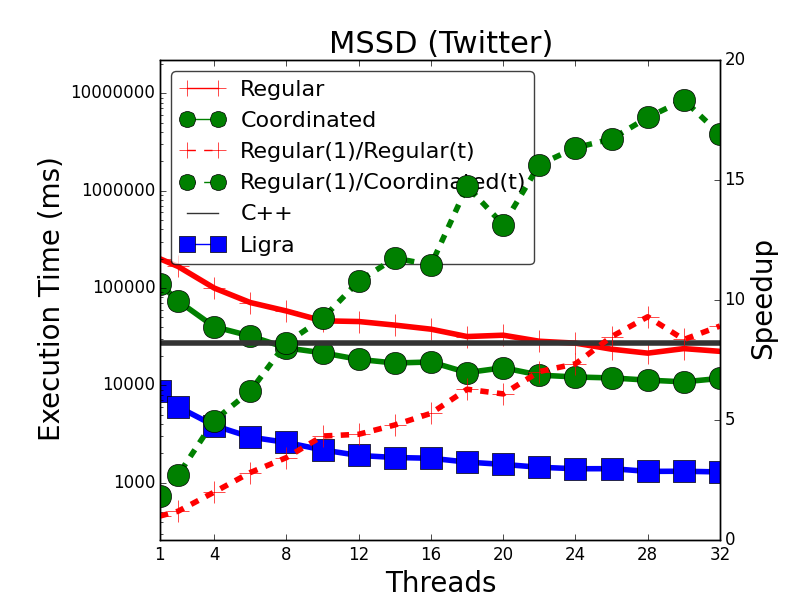 MSSD (Twitter)
Regular
Coordinated
Regular(1)/Regular(t)
Regular(1)/Coordinated(t)
C++
Ligra
Execution Time (ms)
10000000
1000000
100000
10000
1000
Speedup
20
15
10
5
0
1 4 8 12 16 20 24 28 32
Threads